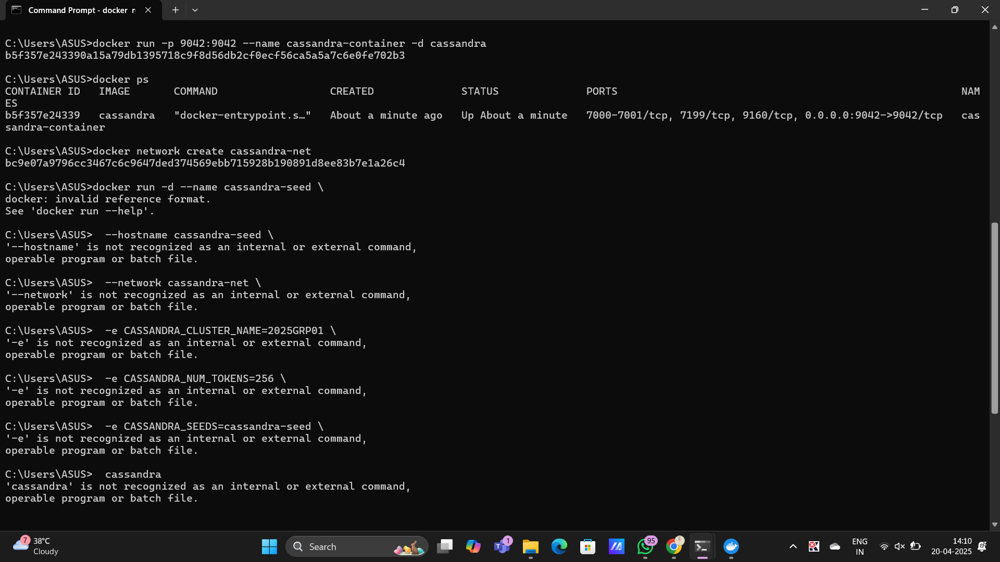 Command Prompt - docker r
C:\Users\ASUS>docker run -p 9042:9042 --name cassandra-container -d cassandra
b5f357e243390a15a79db1395718c9f8d56db2cf0ecf56ca5a5a7c6e0fe702b3
C:\Users\ASUS>docker ps
CONTAINER ID   IMAGE       COMMAND                  CREATED              STATUS              PORTS                                                       NAM
ES
b5f357e24339   cassandra   "docker-entrypoint.s…"   About a minute ago   Up About a minute   7000-7001/tcp, 7199/tcp, 9160/tcp, 0.0.0.0:9042->9042/tcp   cas
sandra-container
C:\Users\ASUS>docker network create cassandra-net
bc9e07a9796cc3467c6c9647ded374569ebb715928b190891d8ee83b7e1a26c4
C:\Users\ASUS>docker run -d --name cassandra-seed \
docker: invalid reference format.
See 'docker run --help'.
C:\Users\ASUS>  --hostname cassandra-seed \
'--hostname' is not recognized as an internal or external command,
operable program or batch file.
C:\Users\ASUS>  --network cassandra-net \
'--network' is not recognized as an internal or external command,
operable program or batch file.
C:\Users\ASUS>  -e CASSANDRA_CLUSTER_NAME=2025GRP01 \
'-e' is not recognized as an internal or external command,
operable program or batch file.
C:\Users\ASUS>  -e CASSANDRA_NUM_TOKENS=256 \
'-e' is not recognized as an internal or external command,
operable program or batch file.
C:\Users\ASUS>  -e CASSANDRA_SEEDS=cassandra-seed \
'-e' is not recognized as an internal or external command,
operable program or batch file.
C:\Users\ASUS>  cassandra
'cassandra' is not recognized as an internal or external command,
operable program or batch file.
7
38°C
Cloudy
Search
1
95
ENG
IN
14:10
20-04-2025